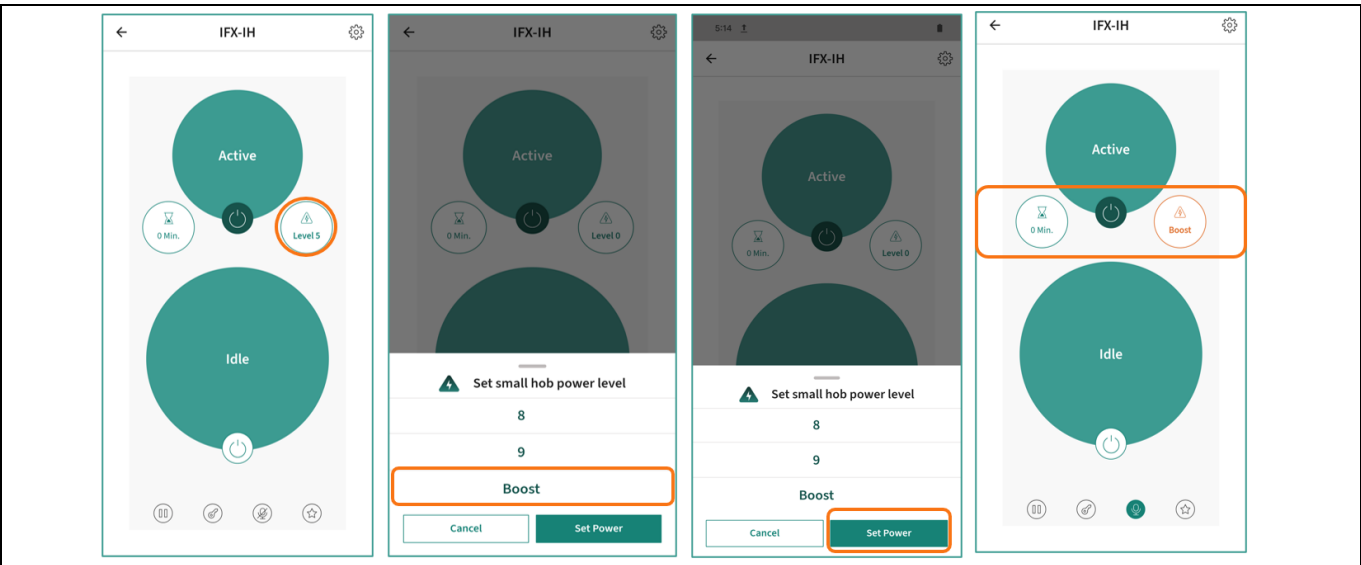 IFX-IH
Active
0 Min.
Level 5
Idle
IFX-IH
Active
0 Min.
Level 0
Set small hob power level
8
9
Boost
Cancel
Set Power
5:14
IFX-IH
Active
0 Min.
Level 0
Set small hob power level
8
9
Boost
Cancel
Set Power
IFX-IH
Active
0 Min.
Boost
Idle